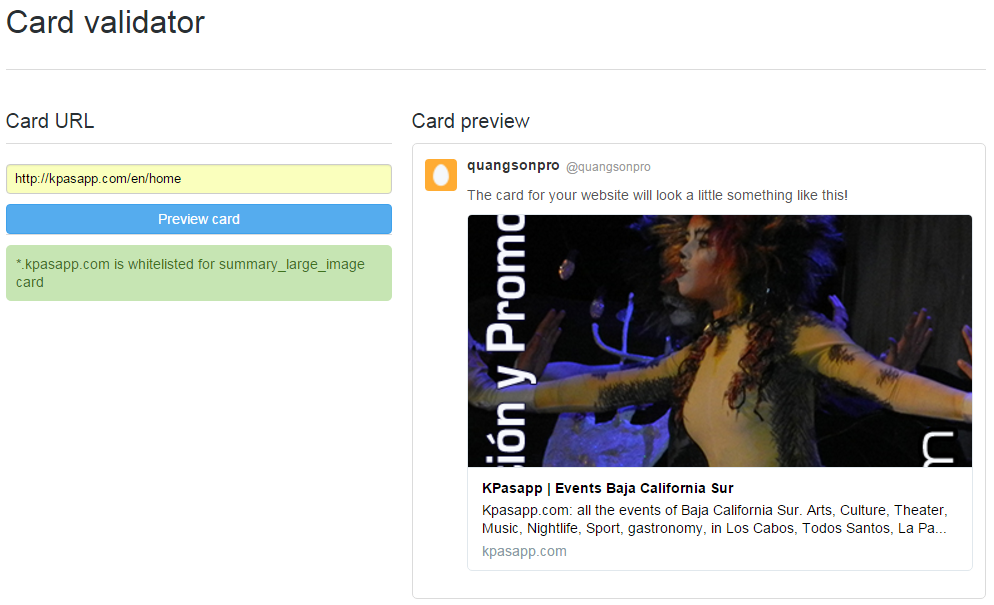 Card validator
Card URL
http://kpasapp.com/en/home
Preview card
*.kpasapp.com is whitelisted for summary_large_image
card
Card preview
quangsonpro @quangsonpro
The card for your website will look a little something like this!
sión y Promo
m
KPasapp | Events Baja California Sur
Kpasapp.com: all the events of Baja California Sur. Arts, Culture, Theater,
Music, Nightlife, Sport, gastronomy, in Los Cabos, Todos Santos, La Pa...
kpasapp.com